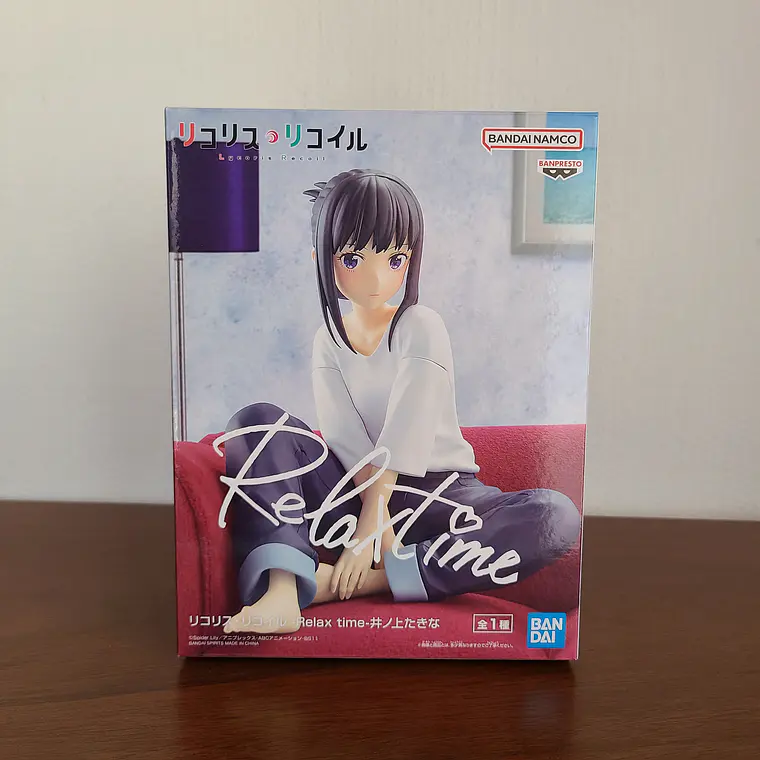 リコリス・リコイル
Lycoris Recoil
BANDAI NAMCO
BANPRESTO
Relax time
リコリス・リコイル -Relax time-井ノ上たきな
全1種
©Spider Lily／アニプレックス・ABCアニメーション・BS11
BANDAI SPIRITS MADE IN CHINA
BAN
DAI